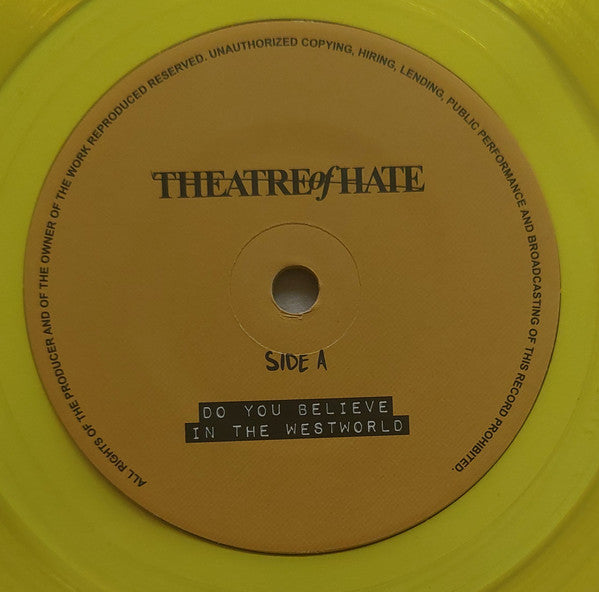 ALL RIGHTS OF THE PRODUCER AND OF THE OWNER OF THE WORK REPRODUCED RESERVED. UNAUTHORIZED COPYING, HIRING, LENDING, PUBLIC PERFORMANCE AND BROADCASTING OF THIS RECORD PROHIBITED.
THEATRE of HATE
SIDE A
DO YOU BELIEVE
IN THE WESTWORLD